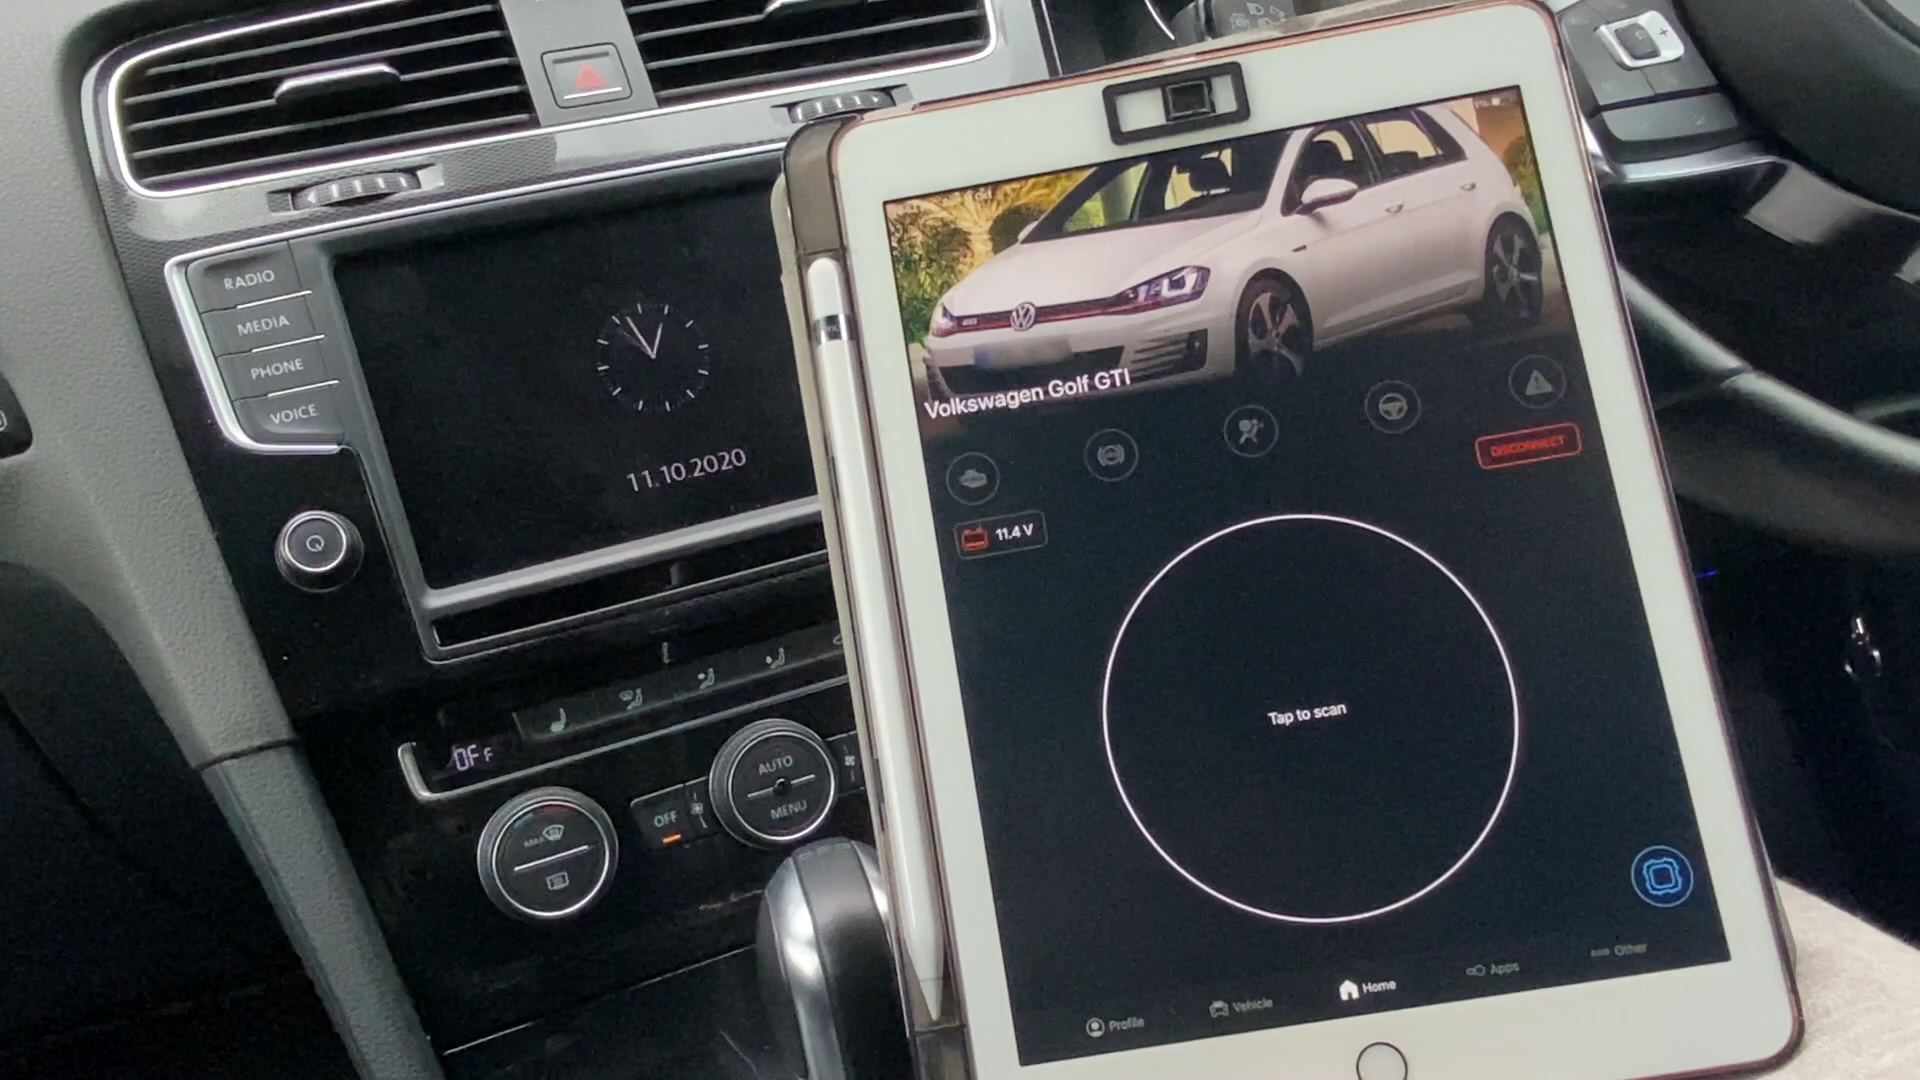 RADIO
MEDIA
PHONE
VOICE
11.10.2020
OFF
AUTO
MENU
OFF
MAX
Volkswagen Golf GTI
DISCONNECT
11.4 V
Tap to scan
Profile
Vehicle
Home
Apps
Other